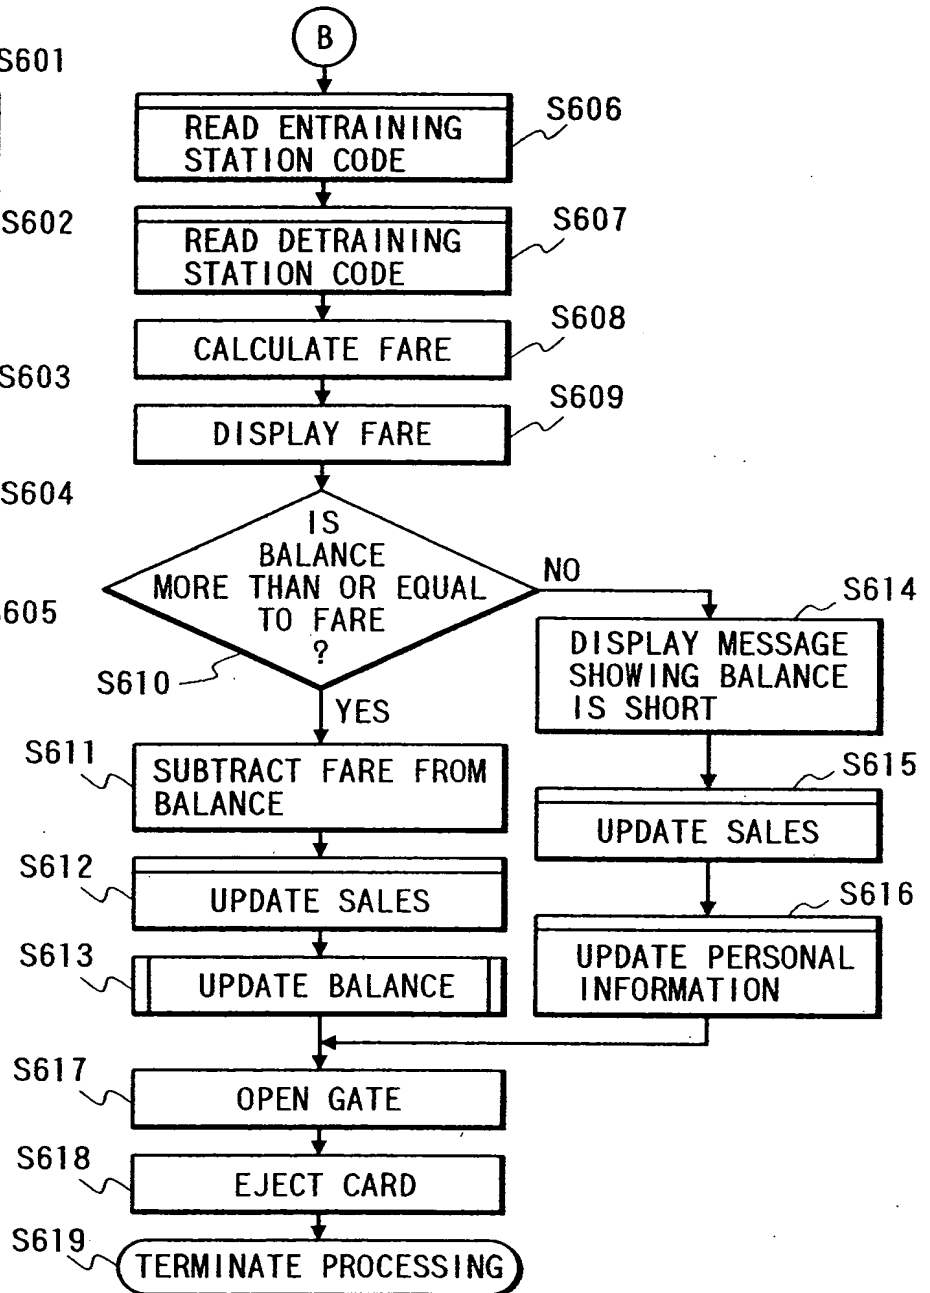 B
S601
S606
READ ENTRAINING
STATION CODE
S602
S607
READ DETRAINING
STATION CODE
S608
CALCULATE FARE
S603
S609
DISPLAY FARE
S604
IS
BALANCE
MORE THAN OR EQUAL
TO FARE
?
NO
S605
S614
DISPLAY MESSAGE
SHOWING BALANCE
IS SHORT
S610
YES
S611
SUBTRACT FARE FROM
BALANCE
S615
UPDATE SALES
S612
UPDATE SALES
S616
UPDATE PERSONAL
INFORMATION
S613
UPDATE BALANCE
S617
OPEN GATE
S618
EJECT CARD
S619
TERMINATE PROCESSING